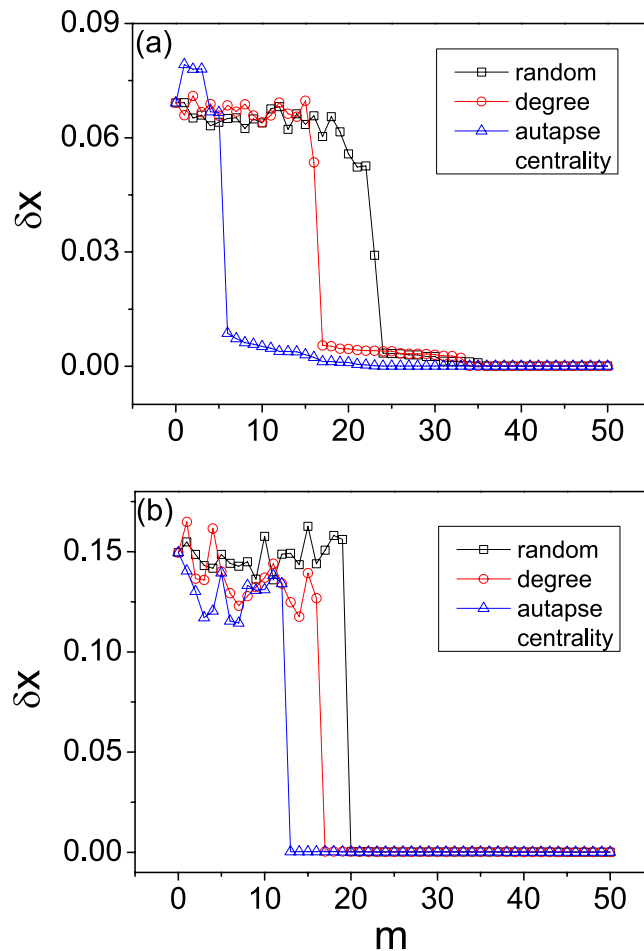 (a)
random
degree
autapse
centrality
δx
0.09
0.06
0.03
0.00
0 10 20 30 40 50
(b)
random
degree
autapse
centrality
δx
0.15
0.10
0.05
0.00
0 10 20 30 40 50
m